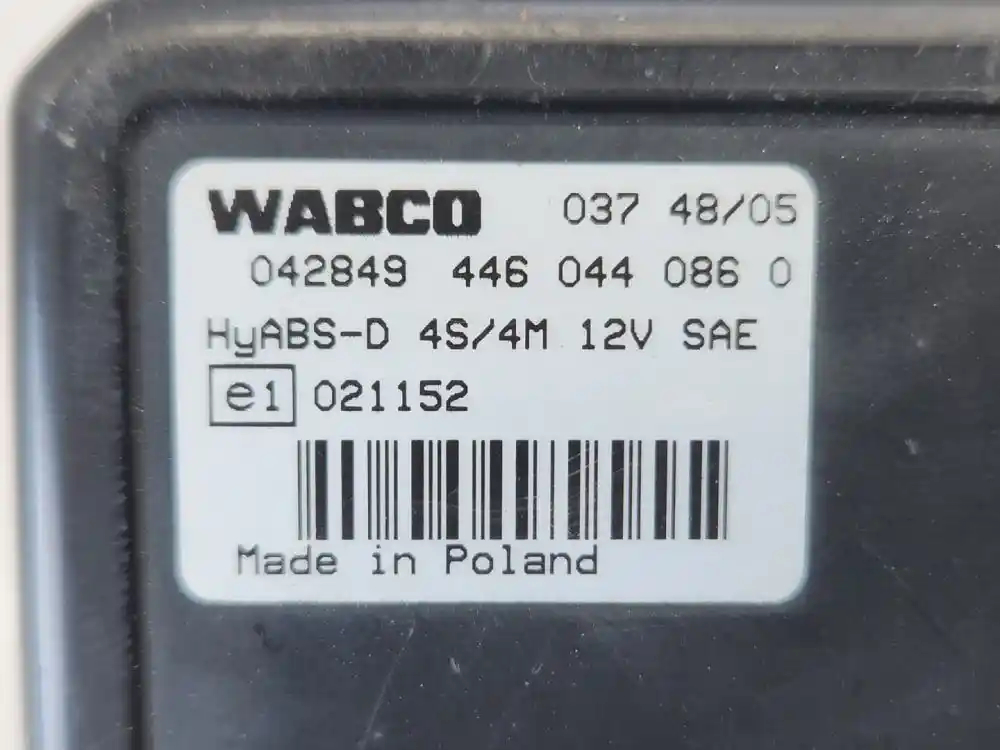 WABCO 037 48/05
042849 446 044 086 0
HyABS-D 4S/4M 12V SAE
e1 021152
Made in Poland